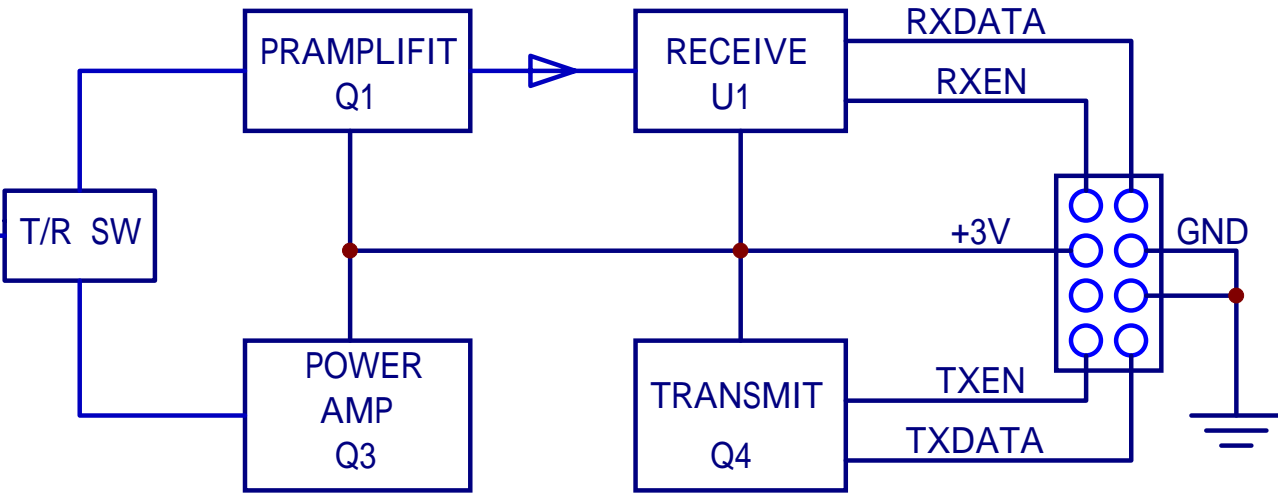 PRAMPLIFIT
Q1
RECEIVE
U1
RXDATA
RXEN
T/R SW
+3V
GND
POWER
AMP
Q3
TRANSMIT
Q4
TXEN
TXDATA